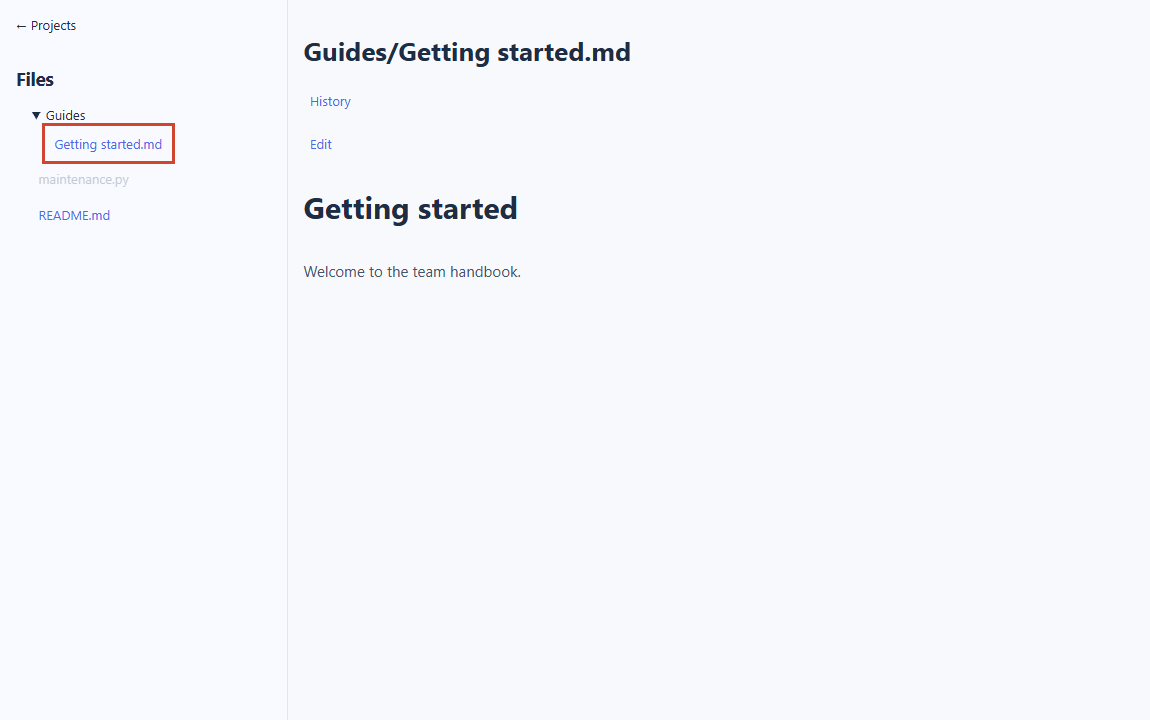 ← Projects
Files
▼ Guides
Getting started.md
maintenance.py
README.md
Guides/Getting started.md
History
Edit
Getting started
Welcome to the team handbook.